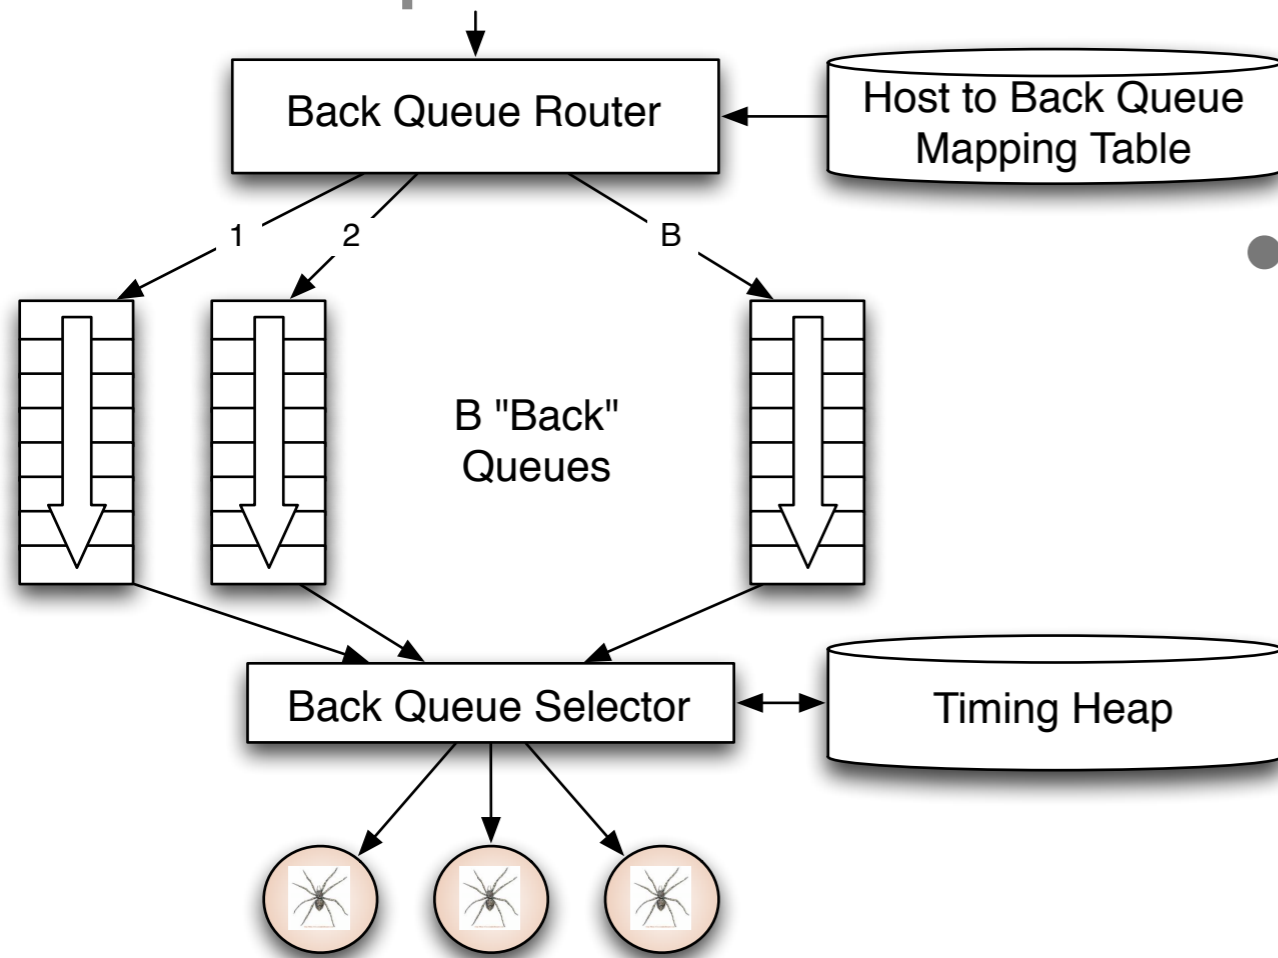 Back Queue Router
Host to Back Queue
Mapping Table
1
2
B
B "Back"
Queues
Back Queue Selector
Timing Heap